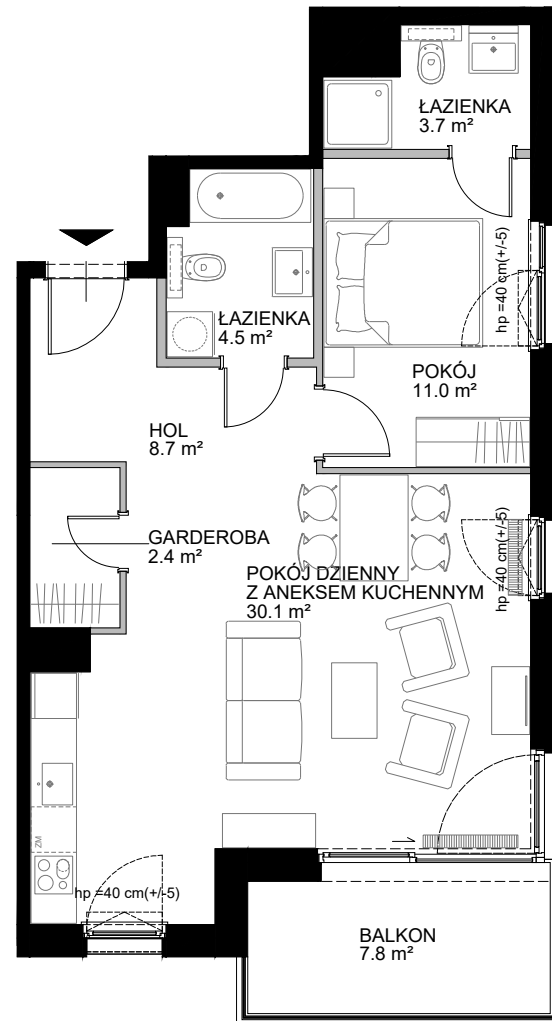 ŁAZIENKA
3.7 m²
hp =40 cm(+/-5)
ŁAZIENKA
4.5 m²
POKÓJ
11.0 m²
HOL
8.7 m²
GARDEROBA
2.4 m²
hp =40 cm(+/-5)
POKÓJ DZIENNY
Z ANEKSEM KUCHENNYM
30.1 m²
ZM
hp =40 cm(+/-5)
BALKON
7.8 m²